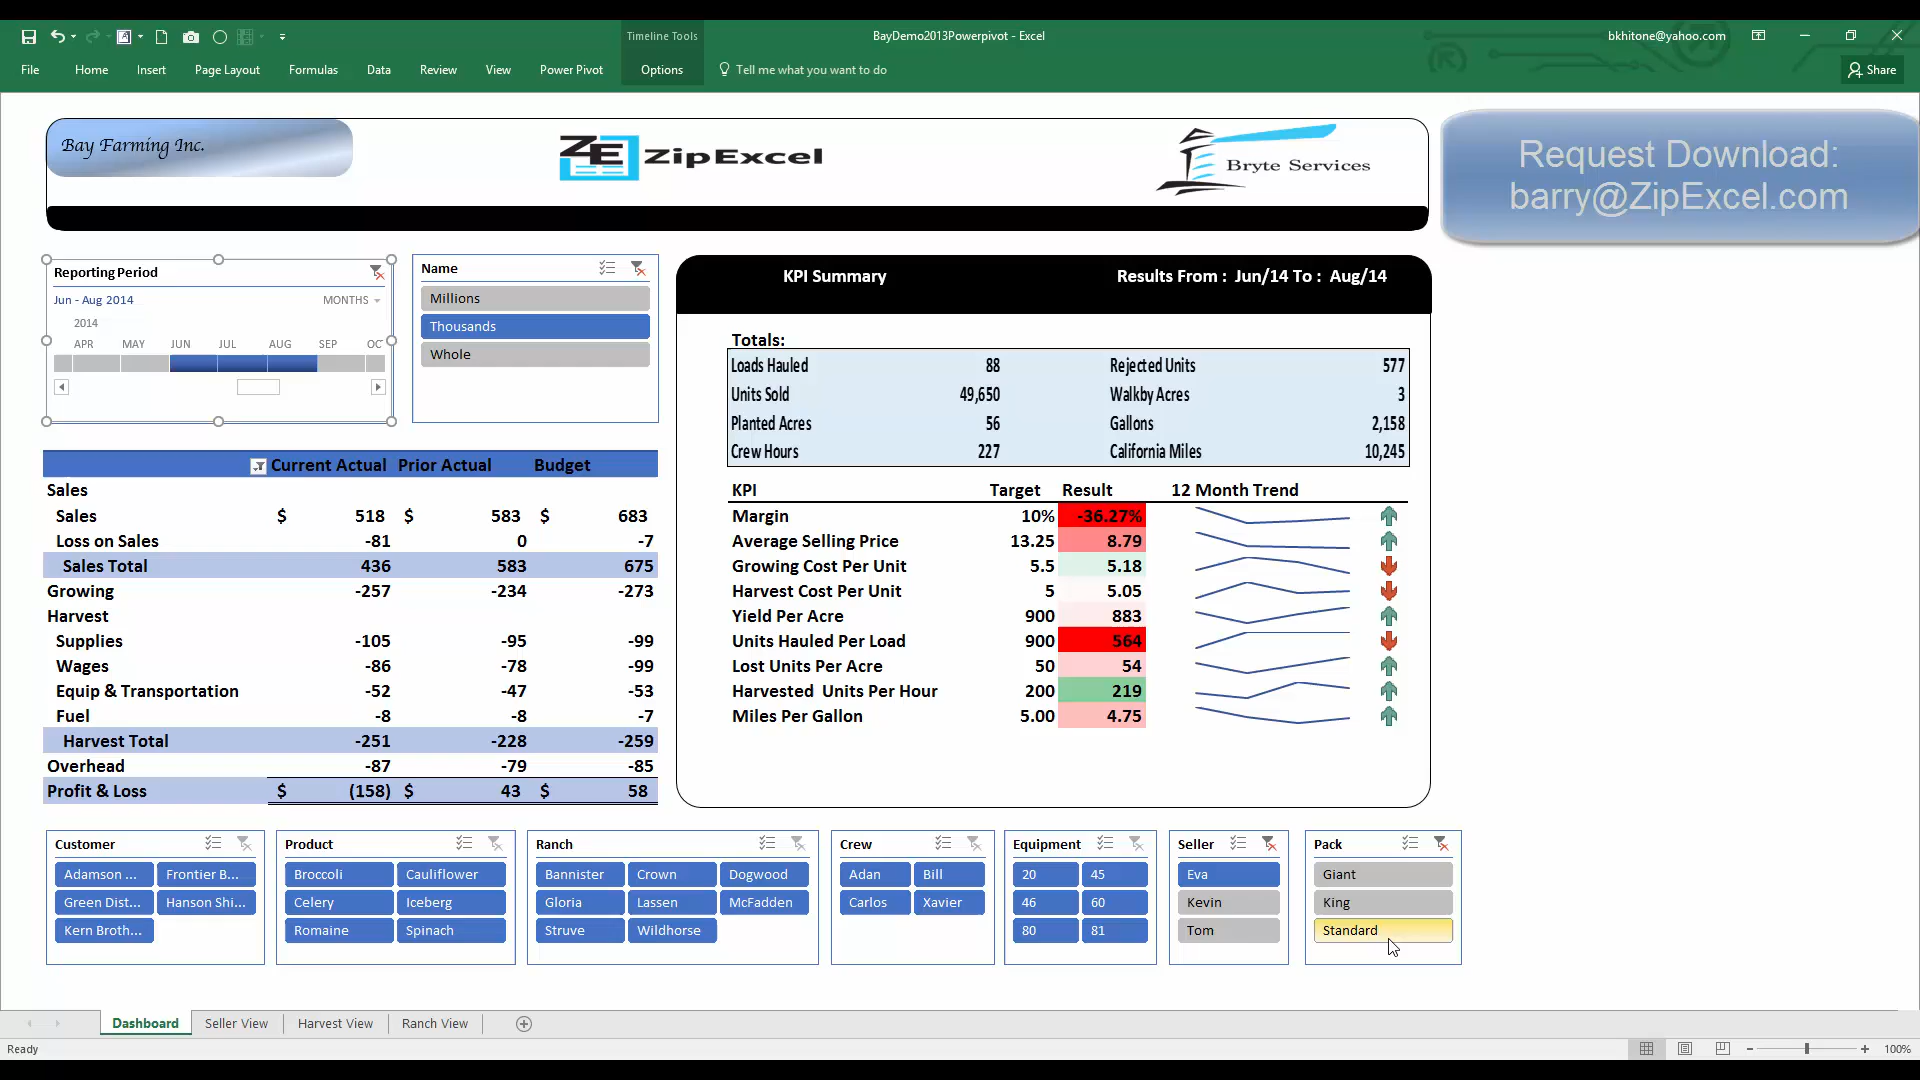 Timeline Tools
BayDemo2013Powerpivot - Excel
bkhitone@yahoo.com
File Home Insert Page Layout Formulas Data Review View Power Pivot Options Tell me what you want to do Share
Bay Farming Inc.
ZE ZipExcel
Bryte Services
Request Download:
barry@ZipExcel.com
Reporting Period
Jun - Aug 2014 MONTHS
2014
APR MAY JUN JUL AUG SEP OC
Name
Millions
Thousands
Whole
KPI Summary Results From : Jun/14 To : Aug/14
Totals:
Loads Hauled 88 Rejected Units 577
Units Sold 49,650 Walkby Acres 3
Planted Acres 56 Gallons 2,158
Crew Hours 227 California Miles 10,245
KPI Target Result 12 Month Trend
Margin 10% -36.27%
Average Selling Price 13.25 8.79
Growing Cost Per Unit 5.5 5.18
Harvest Cost Per Unit 5 5.05
Yield Per Acre 900 883
Units Hauled Per Load 900 564
Lost Units Per Acre 50 54
Harvested Units Per Hour 200 219
Miles Per Gallon 5.00 4.75
Current Actual Prior Actual Budget
Sales
Sales $ 518 $ 583 $ 683
Loss on Sales -81 0 -7
Sales Total 436 583 675
Growing -257 -234 -273
Harvest
Supplies -105 -95 -99
Wages -86 -78 -99
Equip & Transportation -52 -47 -53
Fuel -8 -8 -7
Harvest Total -251 -228 -259
Overhead -87 -79 -85
Profit & Loss $ (158) $ 43 $ 58
Customer
Adamson ... Frontier B...
Green Dist... Hanson Shi...
Kern Broth...
Product
Broccoli Cauliflower
Celery Iceberg
Romaine Spinach
Ranch
Bannister Crown Dogwood
Gloria Lassen McFadden
Struve Wildhorse
Crew
Adan Bill
Carlos Xavier
Equipment
20 45
46 60
80 81
Seller
Eva
Kevin
Tom
Pack
Giant
King
Standard
Dashboard Seller View Harvest View Ranch View
Ready 100%